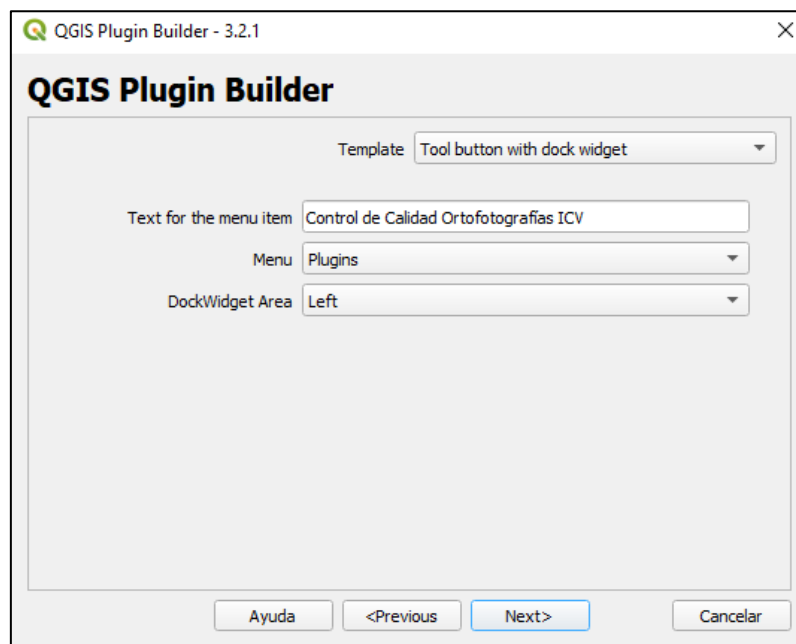 QGIS Plugin Builder - 3.2.1
QGIS Plugin Builder
Template Tool button with dock widget
Text for the menu item Control de Calidad Ortofotografías ICV
Menu Plugins
DockWidget Area Left
Ayuda <Previous Next> Cancelar